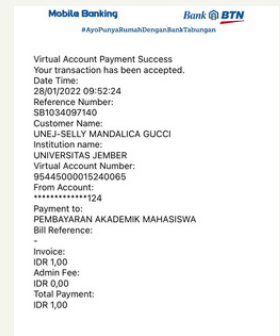 Mobile Banking
Bank BTN
#AyoPunyaRumahDenganBankTabungan
Virtual Account Payment Success
Your transaction has been accepted.
Date Time:
28/01/2022 09:52:24
Reference Number:
SB1034097140
Customer Name:
UNEJ-SELLY MANDALICA GUCCI
Institution name:
UNIVERSITAS JEMBER
Virtual Account Number:
95445000015240065
From Account:
*************124
Payment to:
PEMBAYARAN AKADEMIK MAHASISWA
Bill Reference:
-
Invoice:
IDR 1,00
Admin Fee:
IDR 0,00
Total Payment:
IDR 1,00